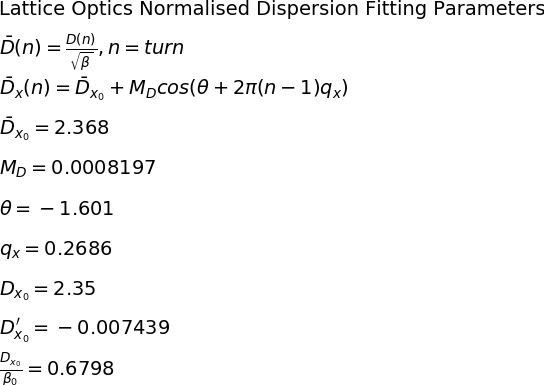 Lattice Optics Normalised Dispersion Fitting Parameters
$\bar{D}(n) = \frac{D(n)}{\sqrt{\beta}}, n = turn$
$\bar{D}_x(n) = \bar{D}_{x_0} + M_D cos(\theta + 2\pi(n-1)q_x)$
$\bar{D}_{x_0} = 2.368$
$M_D = 0.0008197$
$\theta = -1.601$
$q_x = 0.2686$
$D_{x_0} = 2.35$
$D'_{x_0} = -0.007439$
$\frac{D_{x_0}}{\beta_0} = 0.6798$